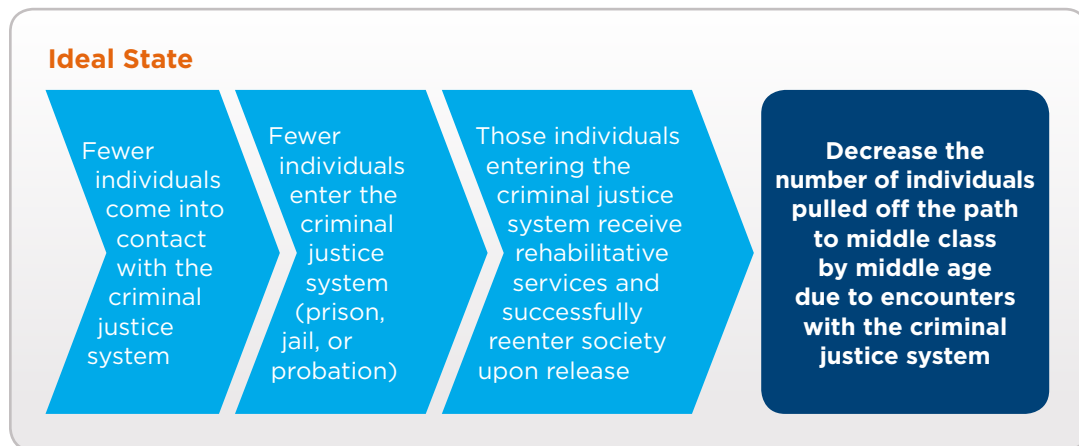 Ideal State
Fewer
individuals
come into
contact
with the
criminal
justice
system
Fewer
individuals
enter the
criminal
justice
system
(prison,
jail, or
probation)
Those individuals
entering the
criminal justice
system receive
rehabilitative
services and
successfully
reenter society
upon release
Decrease the
number of individuals
pulled off the path
to middle class
by middle age
due to encounters
with the criminal
justice system